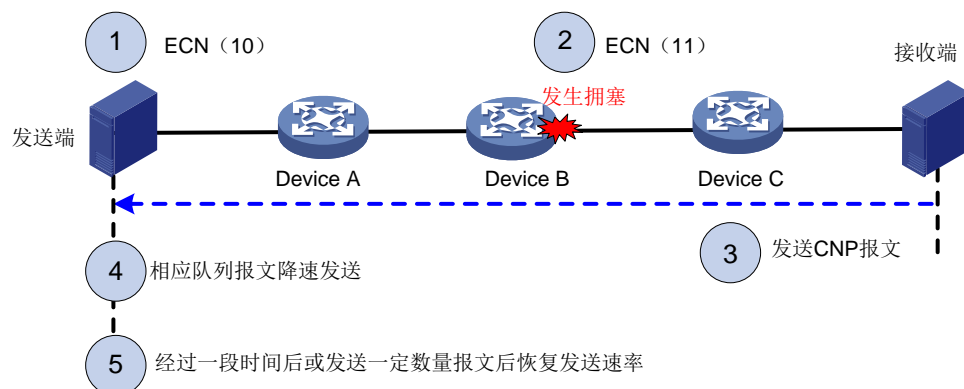 1
ECN（10）
2
ECN（11）
接收端
发生拥塞
发送端
Device A
Device B
Device C
3
发送CNP报文
4
相应队列报文降速发送
5
经过一段时间后或发送一定数量报文后恢复发送速率